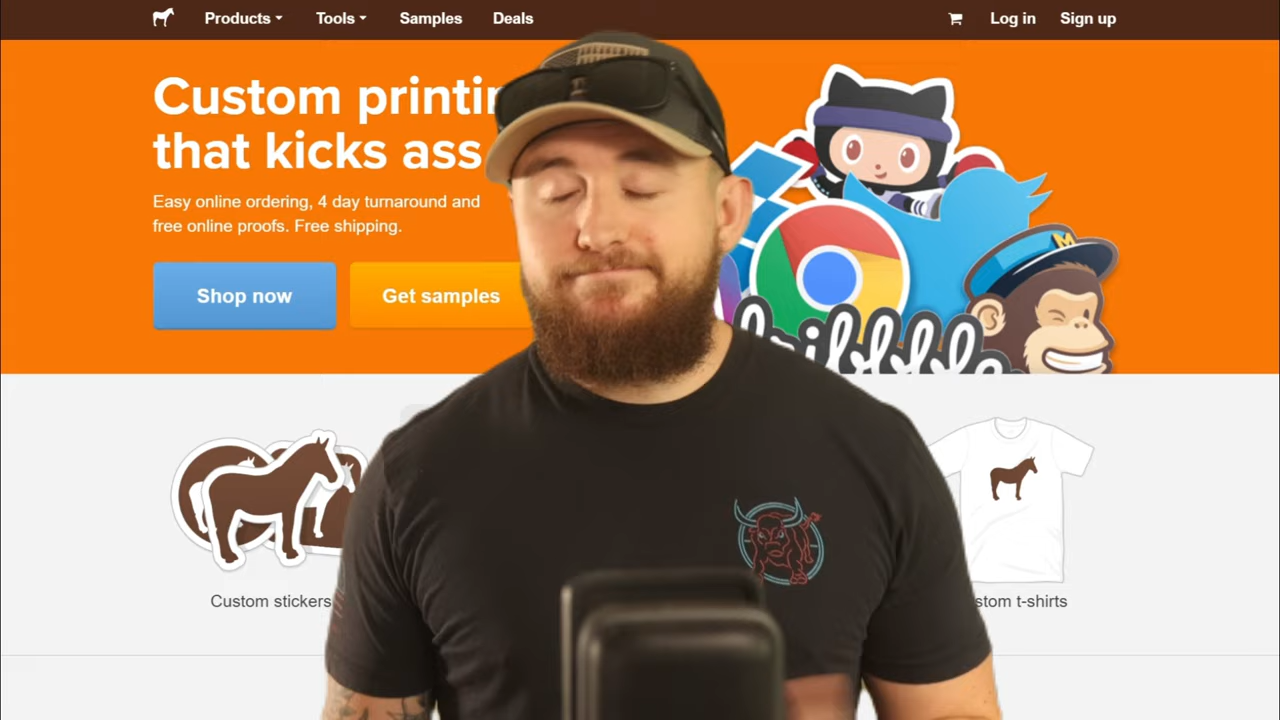 Products Tools Samples Deals Log in Sign up
Custom printin
that kicks ass
Easy online ordering, 4 day turnaround and
free online proofs. Free shipping.
Shop now Get samples
M
ribbble
Custom stickers stom t-shirts